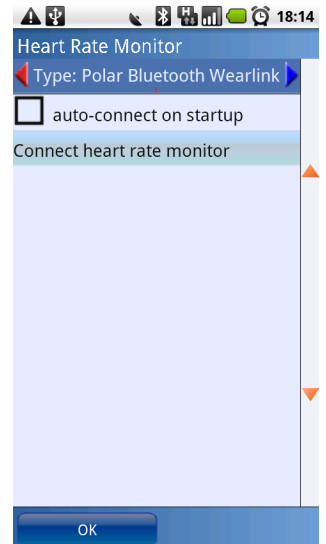 H 18:14
Heart Rate Monitor
Type: Polar Bluetooth Wearlink
auto-connect on startup
Connect heart rate monitor
OK